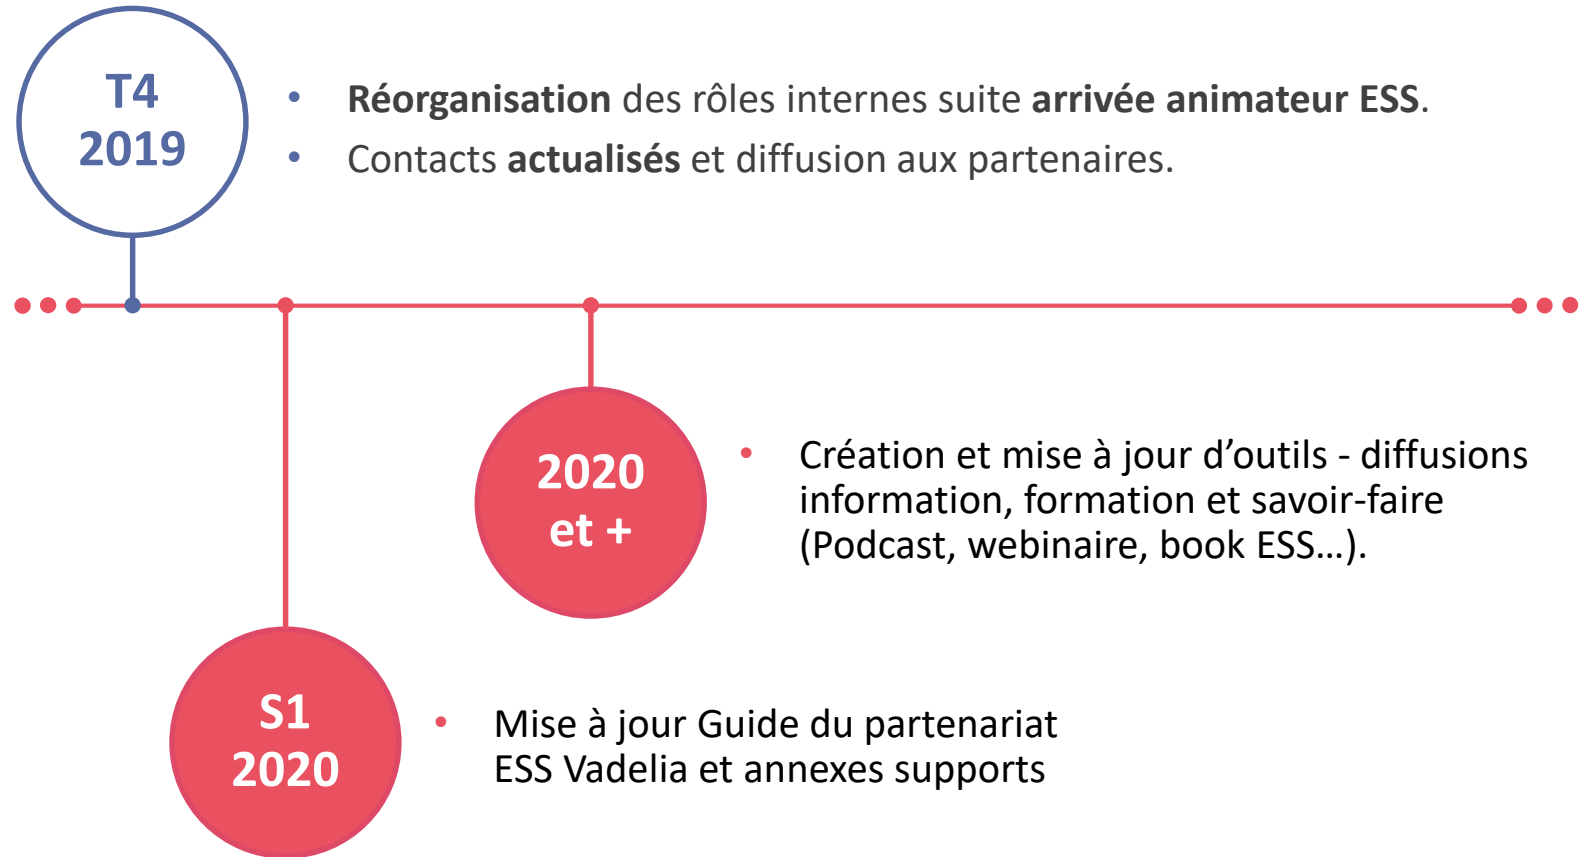 T4
2019
• Réorganisation des rôles internes suite arrivée animateur ESS.
• Contacts actualisés et diffusion aux partenaires.
2020
et +
• Création et mise à jour d’outils - diffusions
information, formation et savoir-faire
(Podcast, webinaire, book ESS…).
S1
2020
• Mise à jour Guide du partenariat
ESS Vadelia et annexes supports